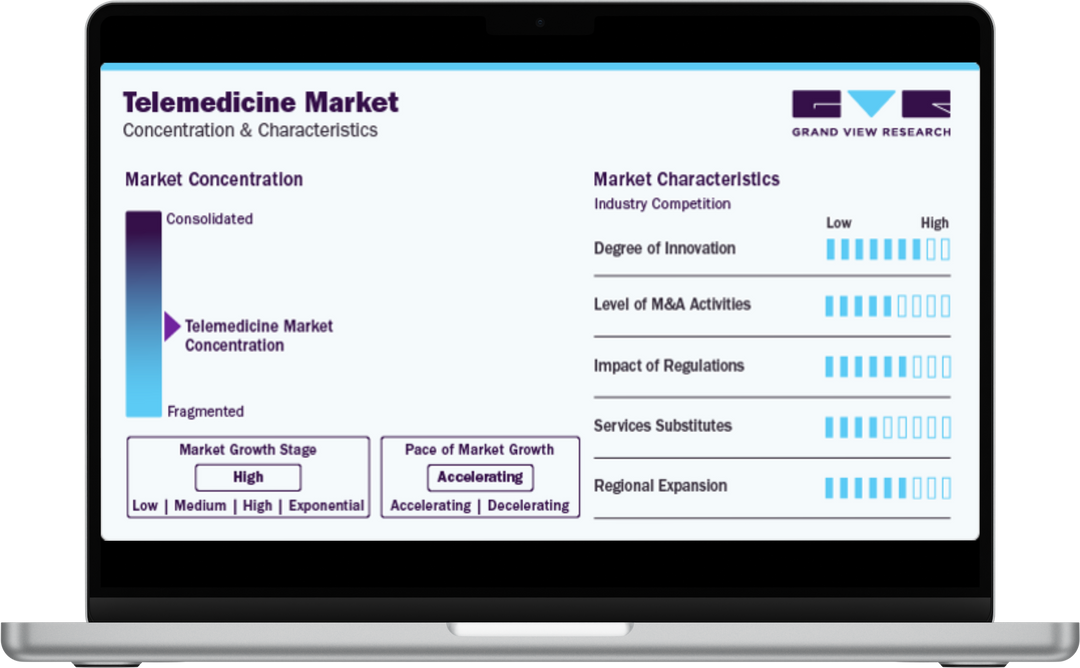 Telemedicine Market
Concentration & Characteristics
GRAND VIEW RESEARCH
Market Concentration
Consolidated
Telemedicine Market
Concentration
Fragmented
Market Growth Stage
High
Low | Medium | High | Exponential
Pace of Market Growth
Accelerating
Accelerating | Decelerating
Market Characteristics
Industry Competition
Low High
Degree of Innovation
Level of M&A Activities
Impact of Regulations
Services Substitutes
Regional Expansion